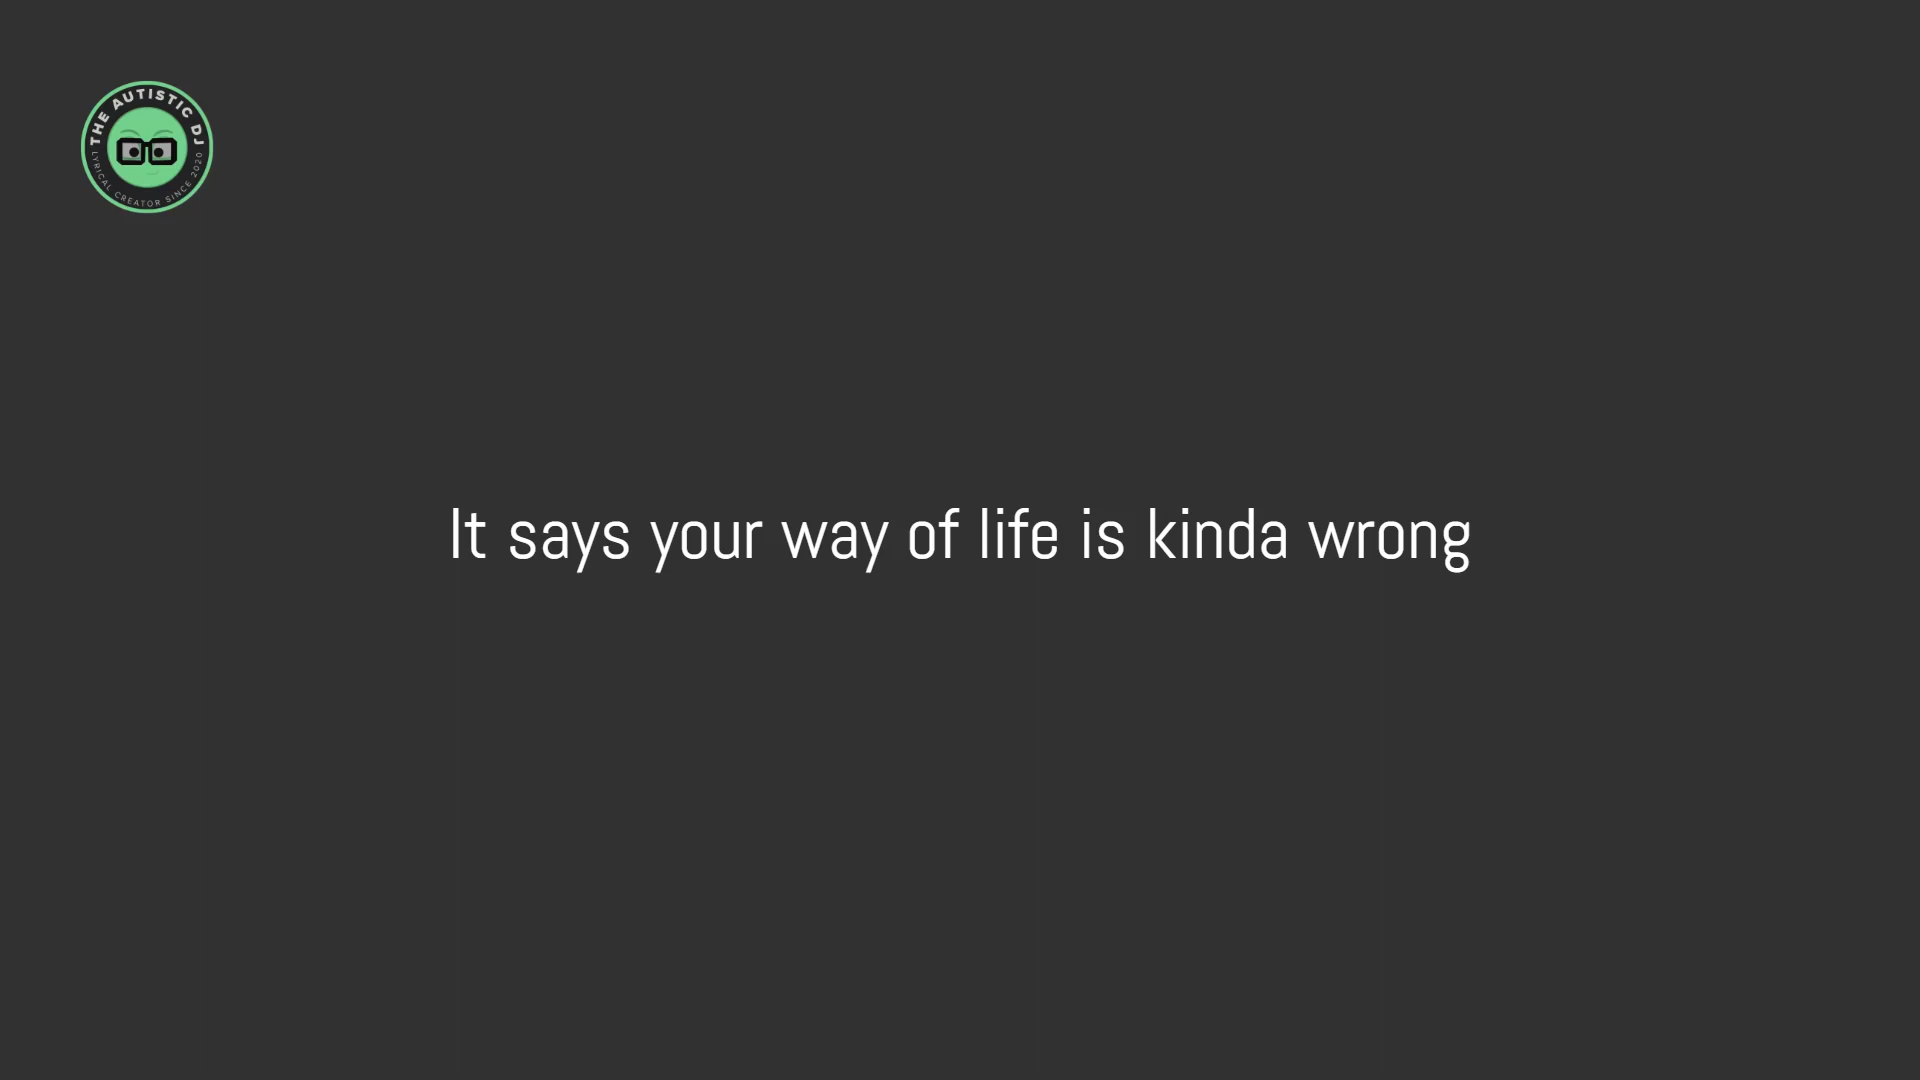 THE AUTISTIC DJ
LYRICAL CREATOR SINCE 2020
It says your way of life is kinda wrong